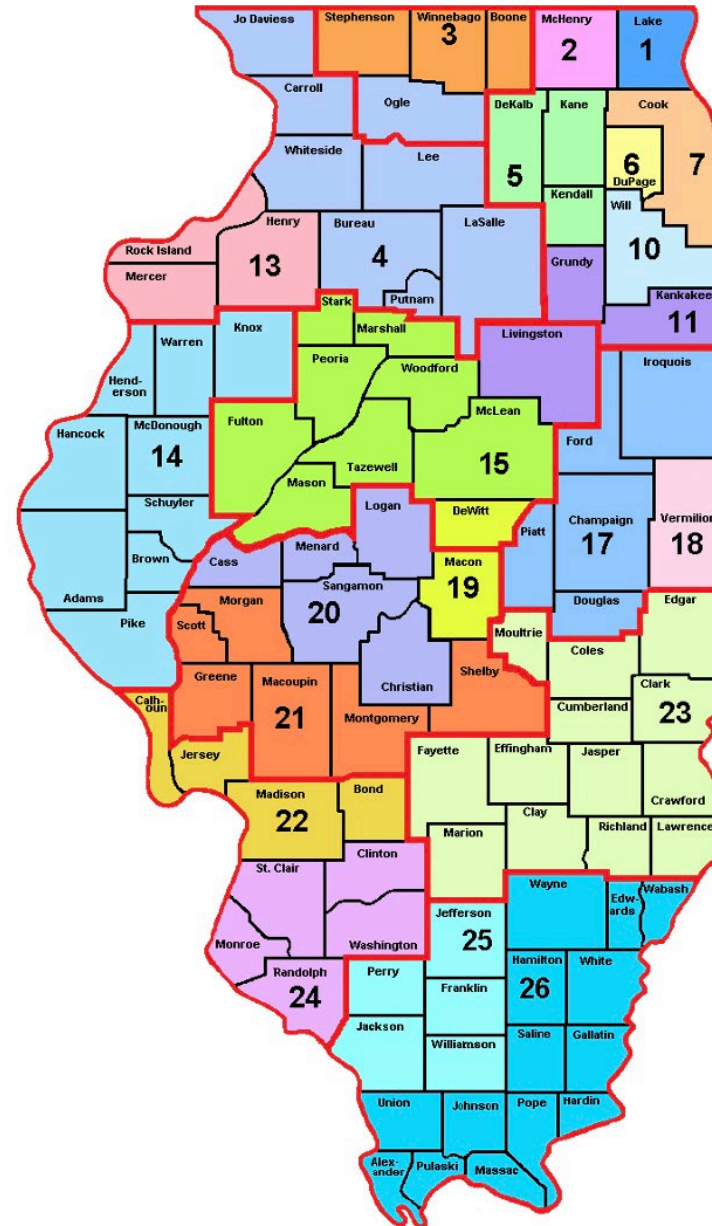 Jo Daviess
Stephenson
Winnebago
3
Boone
McHenry
2
Lake
1
Carroll
Ogle
DeKalb
5
Kane
Cook
7
6
DuPage
Whiteside
Lee
Kendall
Will
10
Rock Island
Henry
13
Bureau
4
LaSalle
Grundy
Mercer
Putnam
Kankakee
11
Stark
Marshall
Knox
Warren
Hend-
erson
Peoria
Woodford
Livingston
Iroquois
Hancock
McDonough
14
Fulton
McLean
15
Ford
Tazewell
Mason
Schuyler
Logan
DeWitt
Piatt
Champaign
17
Vermilion
18
Brown
Adams
Cass
Menard
Sangamon
20
Macon
19
Douglas
Edgar
Pike
Scott
Morgan
Moultrie
Coles
Christian
Shelby
Clark
23
Greene
Macoupin
21
Montgomery
Cumberland
Calh-
oun
Jersey
Fayette
Effingham
Jasper
Crawford
Madison
22
Bond
Marion
Clay
Richland
Lawrence
St. Clair
Clinton
Wayne
Edw-
ards
Wabash
Monroe
Washington
Jefferson
25
Randolph
24
Perry
Franklin
Hamilton
26
White
Jackson
Williamson
Saline
Gallatin
Union
Johnson
Pope
Hardin
Alex-
ander
Pulaski
Massac